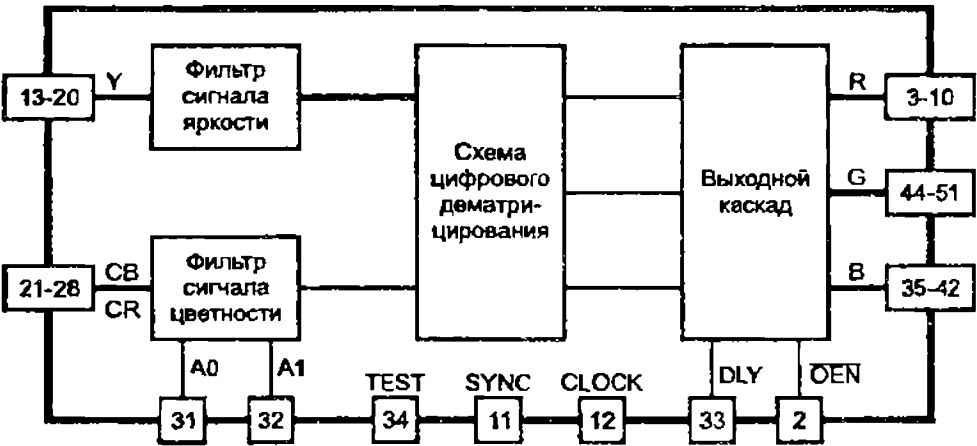 13-20
Y
Фильтр
сигнала
яркости
Схема
цифрового
дематри-
цирования
Выходной
каскад
R
3-10
G
44-51
B
35-42
21-28
CB
CR
Фильтр
сигнала
цветности
A0
A1
TEST
SYNC
CLOCK
DLY
OEN
31
32
34
11
12
33
2